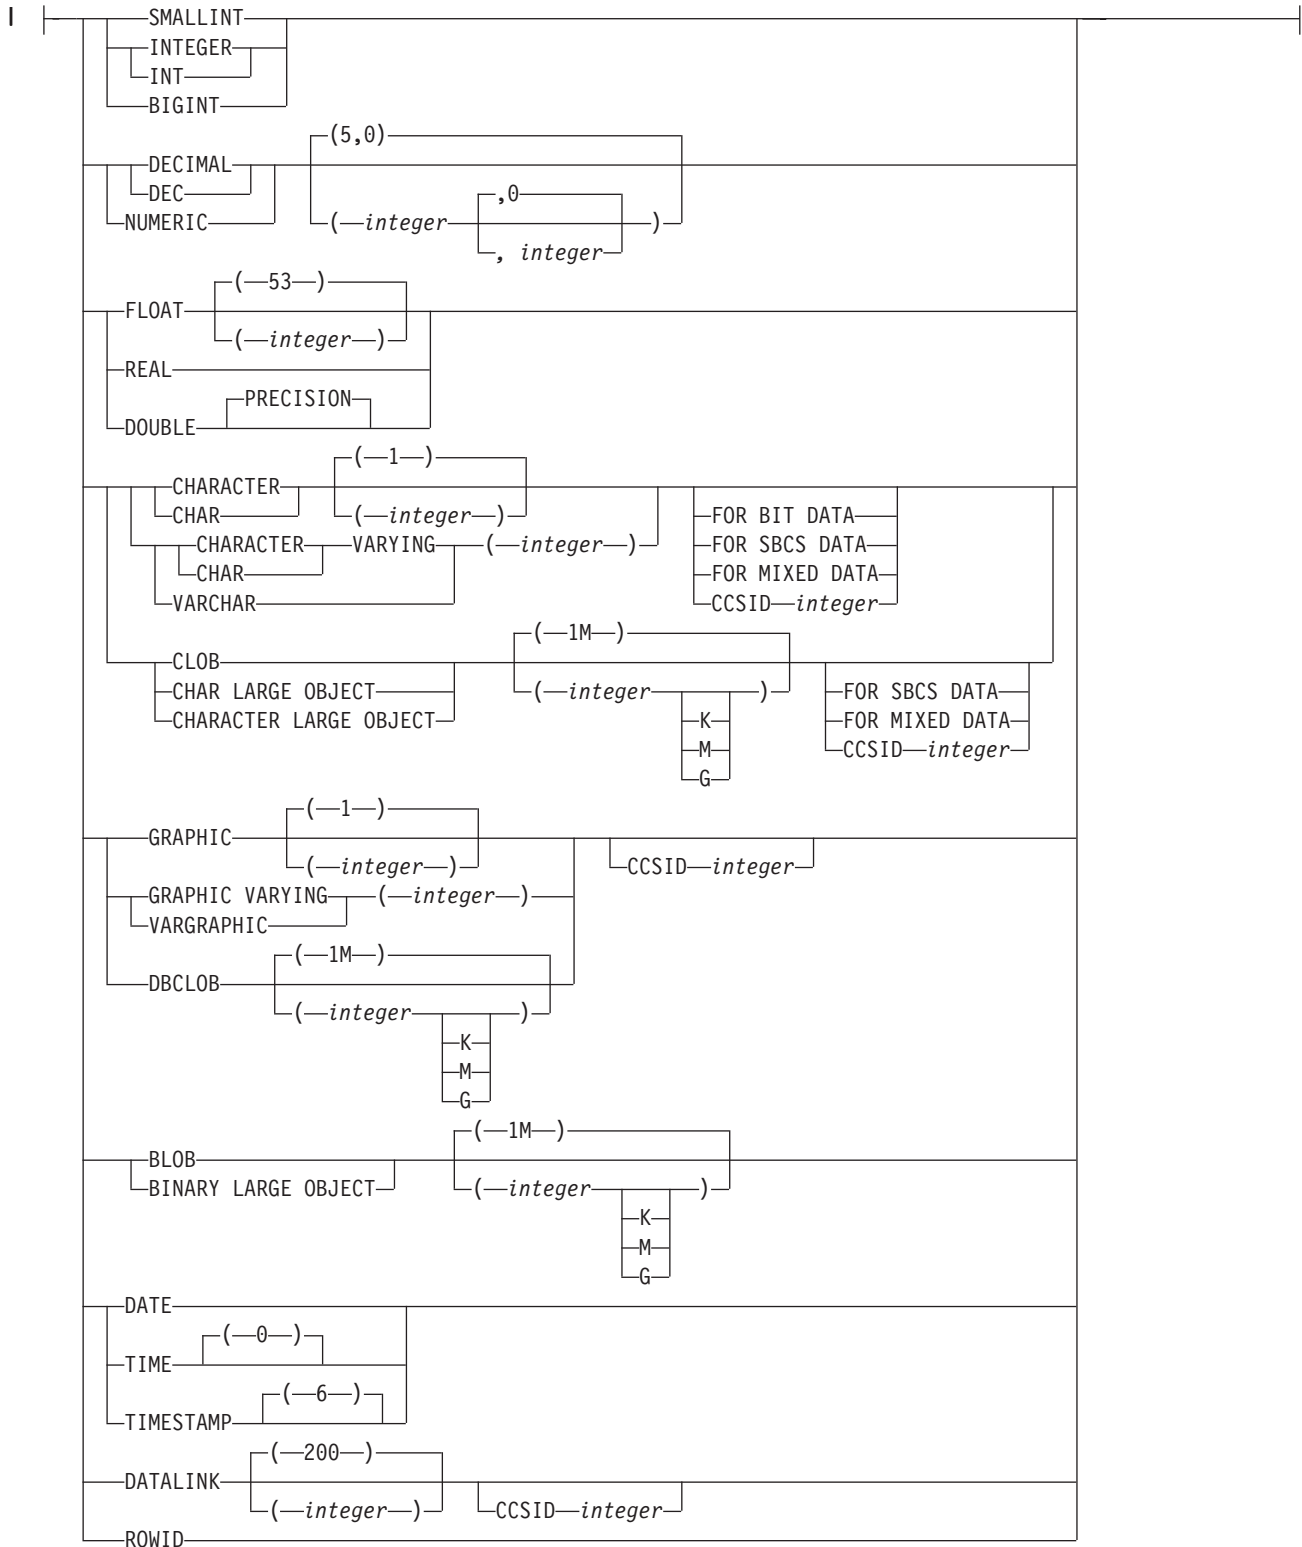 SMALLINT
INTEGER
INT
BIGINT
(5,0)
DECIMAL
DEC
,0
NUMERIC
( integer )
, integer
( 53 )
FLOAT
( integer )
REAL
PRECISION
DOUBLE
( 1 )
CHARACTER
CHAR ( integer ) FOR BIT DATA
CHARACTER VARYING ( integer ) FOR SBCS DATA
CHAR FOR MIXED DATA
VARCHAR CCSID integer
( 1M )
CLOB
CHAR LARGE OBJECT ( integer ) FOR SBCS DATA
CHARACTER LARGE OBJECT K FOR MIXED DATA
M CCSID integer
G
( 1 )
GRAPHIC
( integer ) CCSID integer
GRAPHIC VARYING ( integer )
VARGRAPHIC
( 1M )
DBCLOB
( integer )
K
M
G
( 1M )
BLOB
BINARY LARGE OBJECT ( integer )
K
M
G
DATE
( 0 )
TIME
( 6 )
TIMESTAMP
( 200 )
DATALINK
( integer ) CCSID integer
ROWID